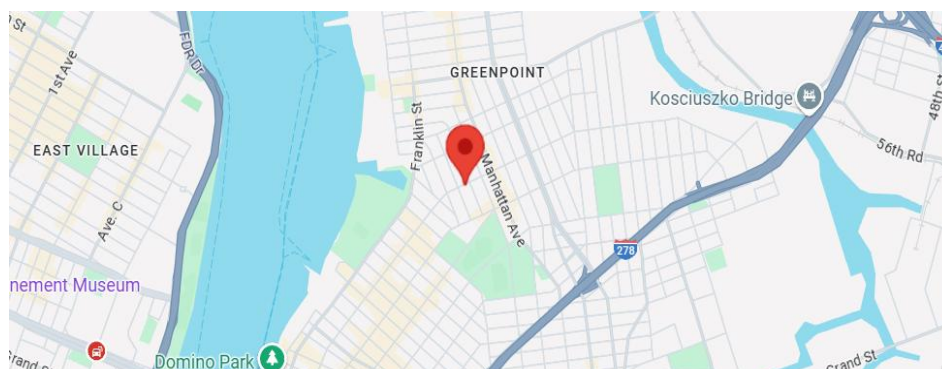 St
1st Ave
FDR Dr
GREENPOINT
Kosciuszko Bridge
48th St
EAST VILLAGE
Franklin St
56th Rd
Manhattan Ave
Ave. C
278
nement Museum
Grand St
Domino Park
Grand St